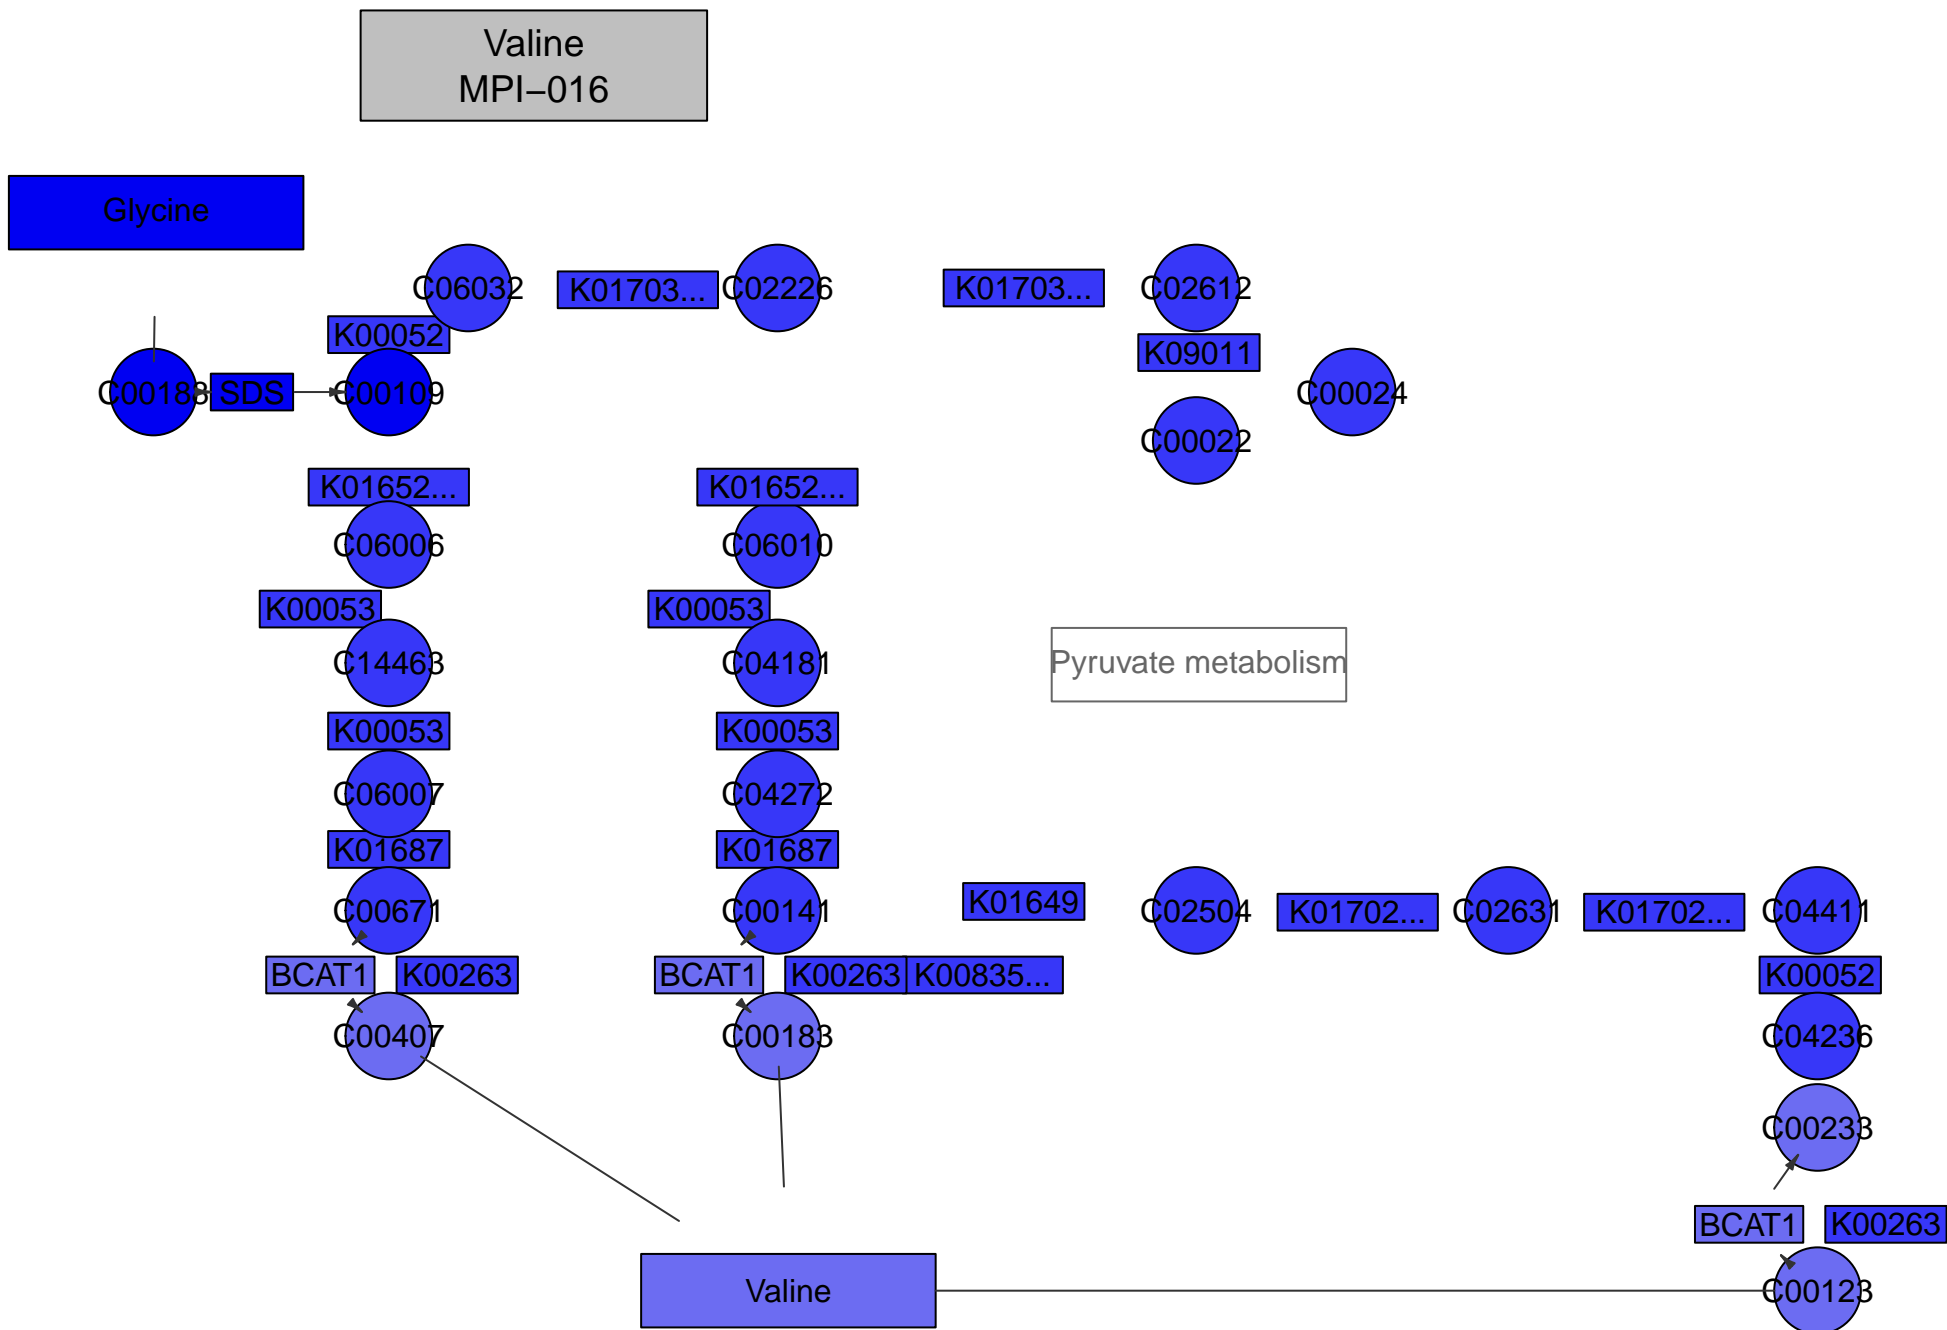 Valine
MPI−016
Glycine
C06032
K01703...
C02226
K01703...
C02612
K00052
K09011
C00188
SDS
C00109
C00024
C00022
K01652...
K01652...
C06006
C06010
K00053
K00053
C14463
C04181
Pyruvate metabolism
K00053
K00053
C06007
C04272
K01687
K01687
C00671
C00141
K01649
C02504
K01702...
C02631
K01702...
C04411
BCAT1
K00263
BCAT1
K00263
K00835...
K00052
C00407
C00183
C04236
C00233
BCAT1
K00263
Valine
C00123